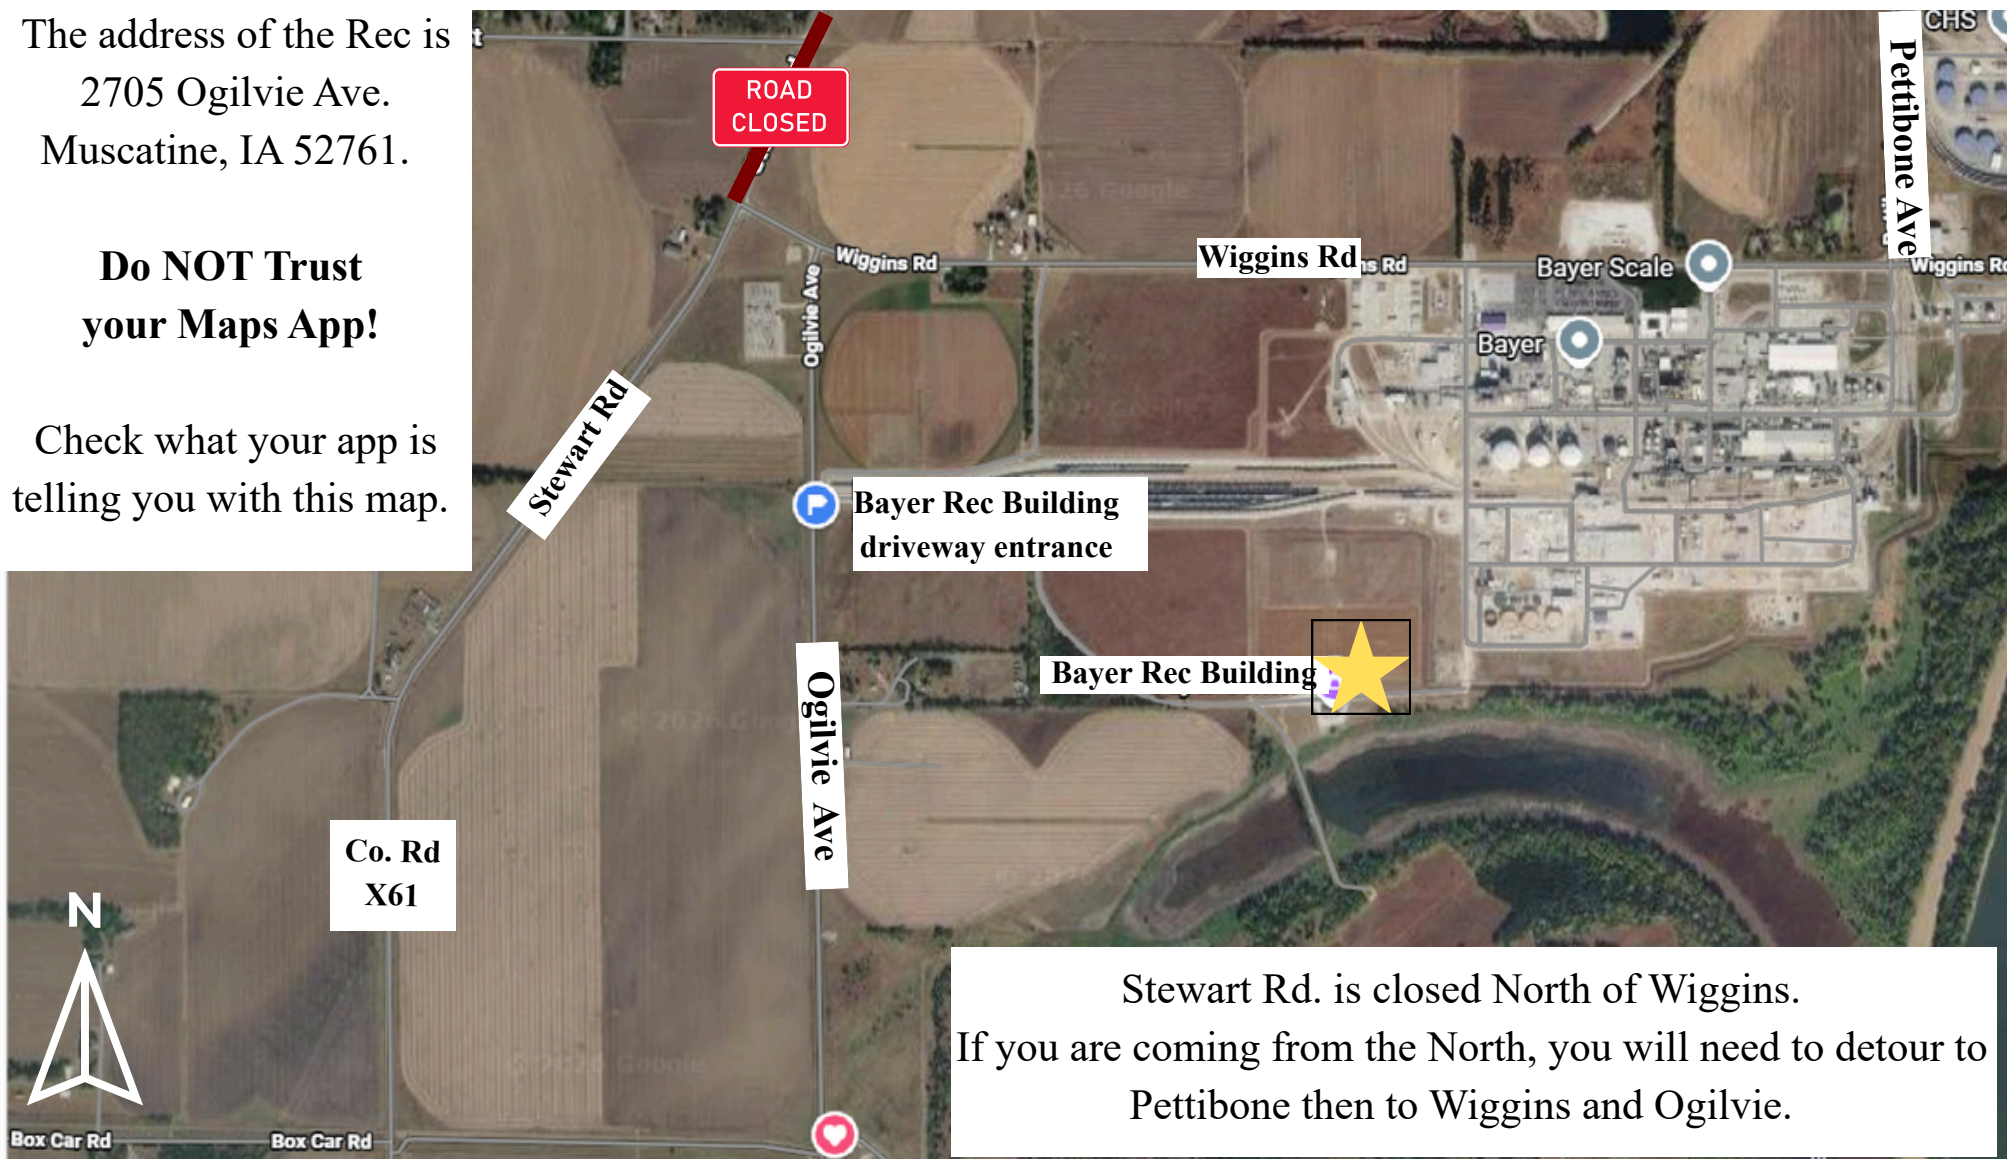 The address of the Rec is
2705 Ogilvie Ave.
Muscatine, IA 52761.
Do NOT Trust
your Maps App!
Check what your app is
telling you with this map.
t
ROAD
CLOSED
CHS
Pettibone Ave
Wiggins Rd
Wiggins Rd
ns Rd
Bayer Scale
Wiggins Rd
Ogilvie Ave
Bayer
Stewart Rd
Bayer Rec Building
driveway entrance
Bayer Rec Building
Ogilvie Ave
Co. Rd
X61
N
Stewart Rd. is closed North of Wiggins.
If you are coming from the North, you will need to detour to
Pettibone then to Wiggins and Ogilvie.
Box Car Rd
Box Car Rd